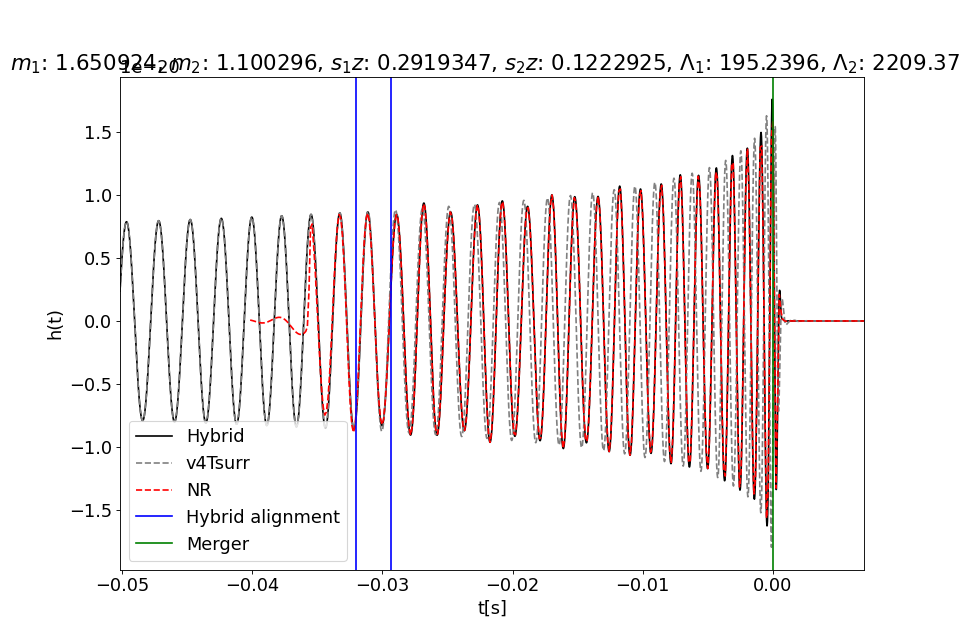 m₁: 1.650924, m₂: 1.100296, s₁z: 0.2919347, s₂z: 0.1222925, Λ₁: 195.2396, Λ₂: 2209.37
1e−20
1.5
1.0
0.5
0.0
−0.5
−1.0
−1.5
h(t)
Hybrid
v4Tsurr
NR
Hybrid alignment
Merger
−0.05 −0.04 −0.03 −0.02 −0.01 0.00
t[s]